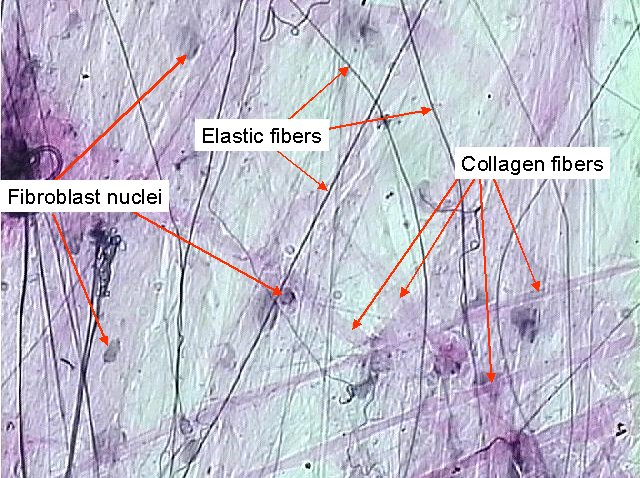 Elastic fibers
Collagen fibers
Fibroblast nuclei